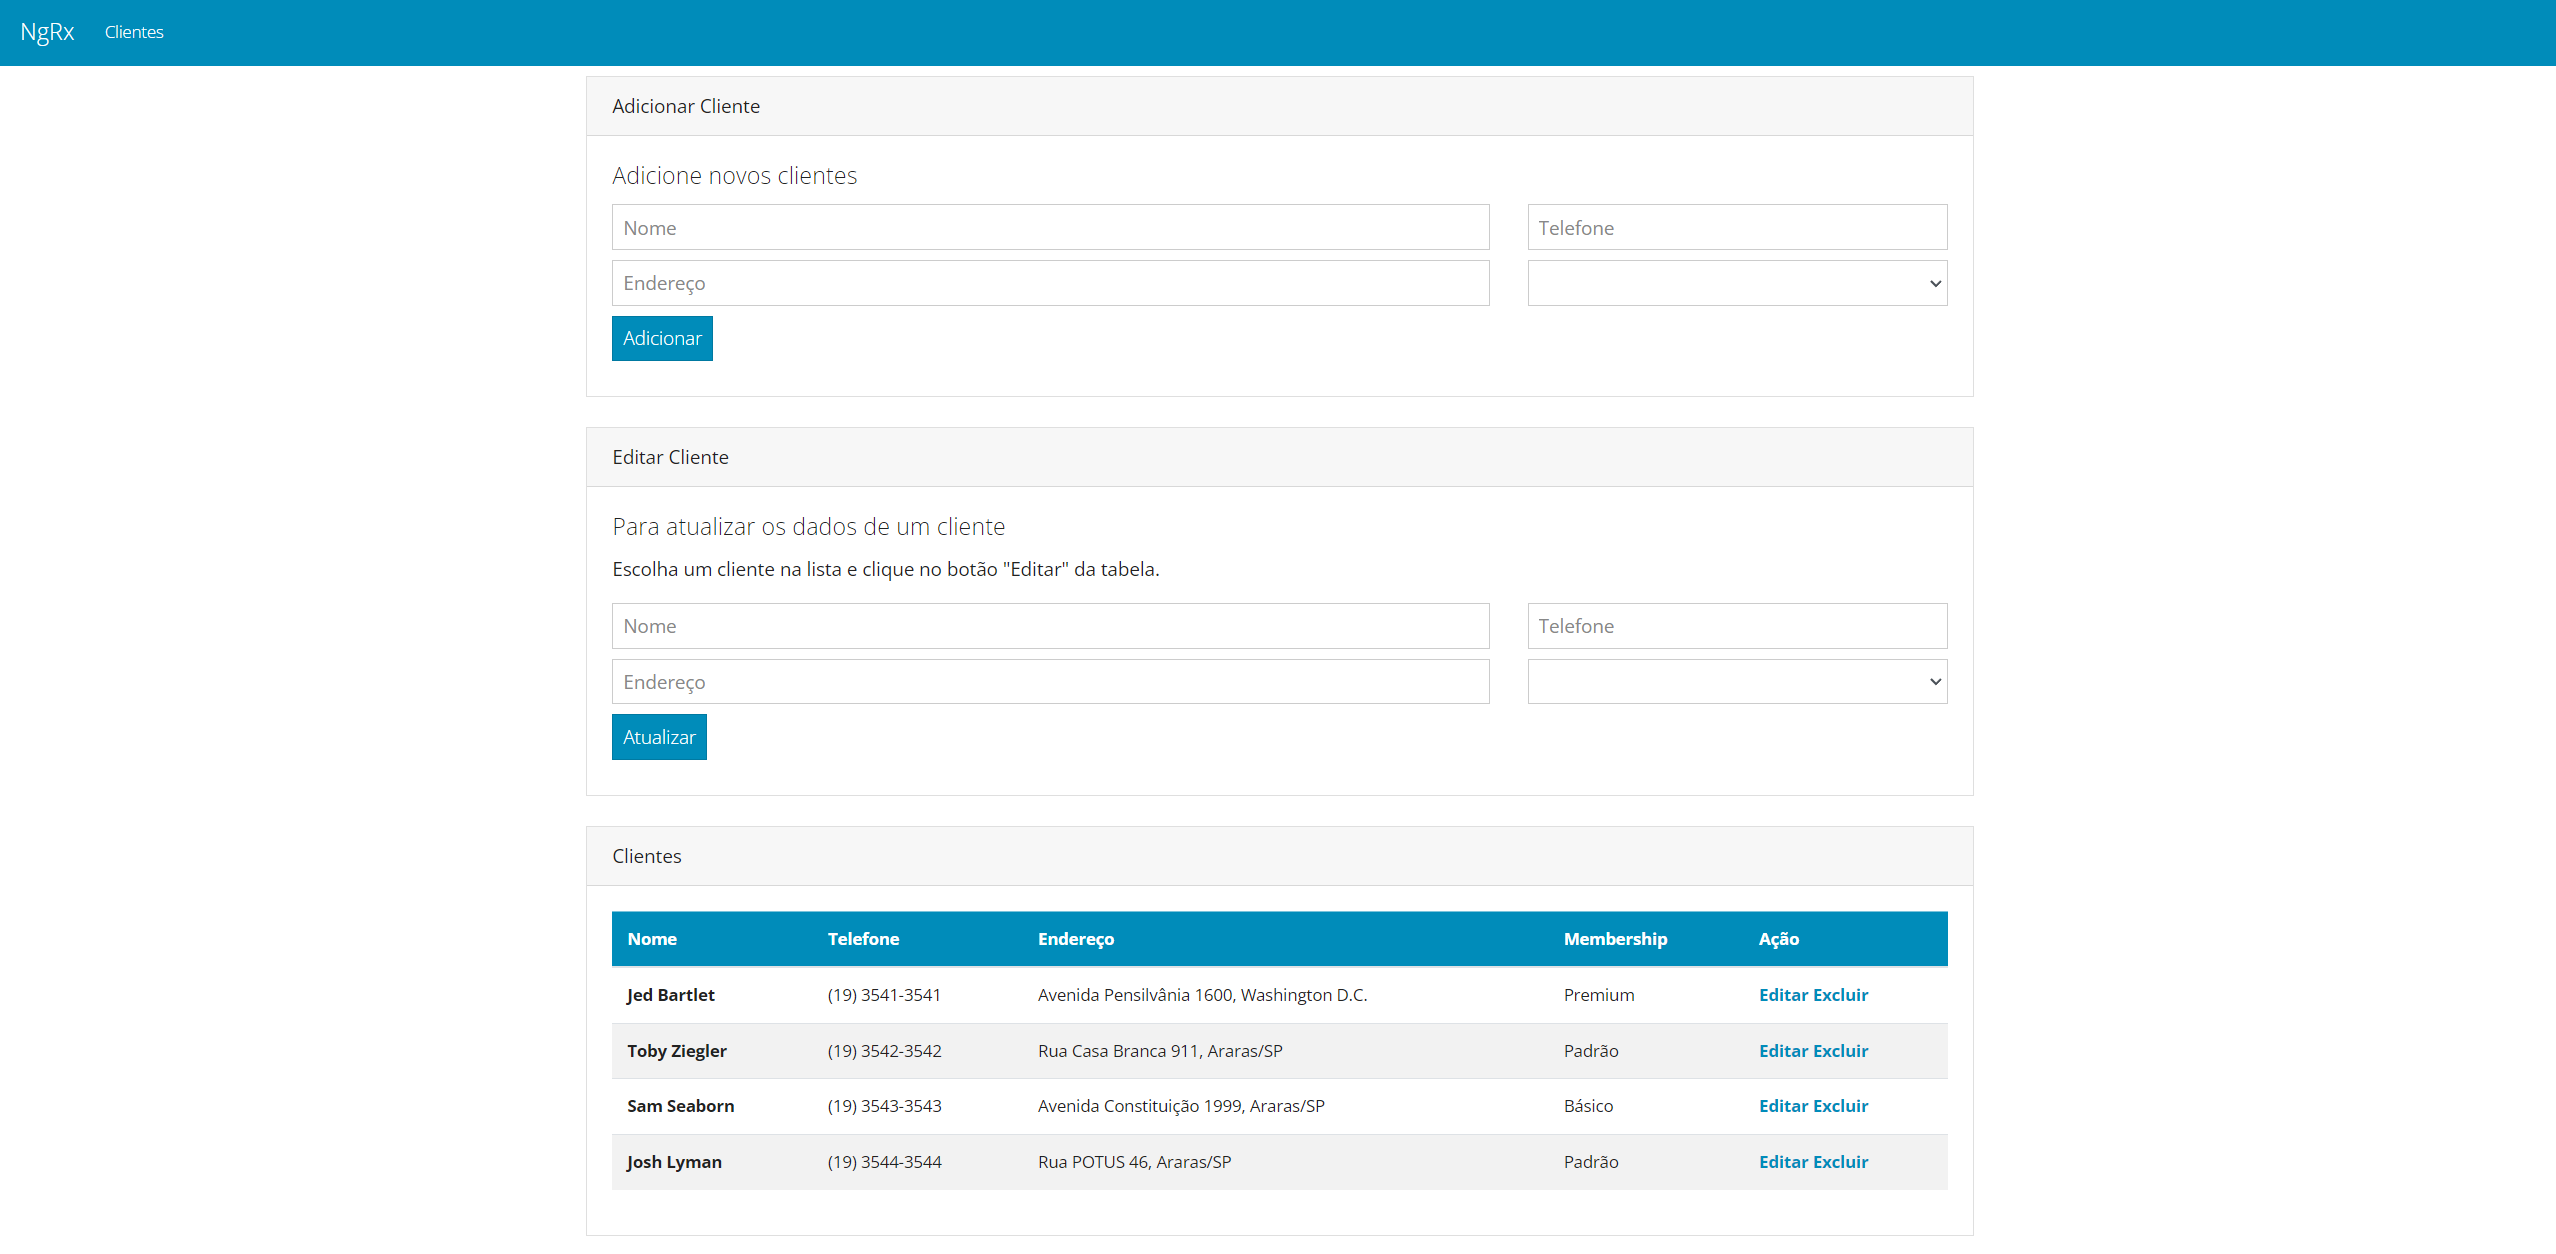 NgRx Clientes
Adicionar Cliente
Adicione novos clientes
Nome Telefone
Endereço
Adicionar
Editar Cliente
Para atualizar os dados de um cliente
Escolha um cliente na lista e clique no botão "Editar" da tabela.
Nome Telefone
Endereço
Atualizar
Clientes
Nome Telefone Endereço Membership Ação
Jed Bartlet (19) 3541-3541 Avenida Pensilvânia 1600, Washington D.C. Premium Editar Excluir
Toby Ziegler (19) 3542-3542 Rua Casa Branca 911, Araras/SP Padrão Editar Excluir
Sam Seaborn (19) 3543-3543 Avenida Constituição 1999, Araras/SP Básico Editar Excluir
Josh Lyman (19) 3544-3544 Rua POTUS 46, Araras/SP Padrão Editar Excluir